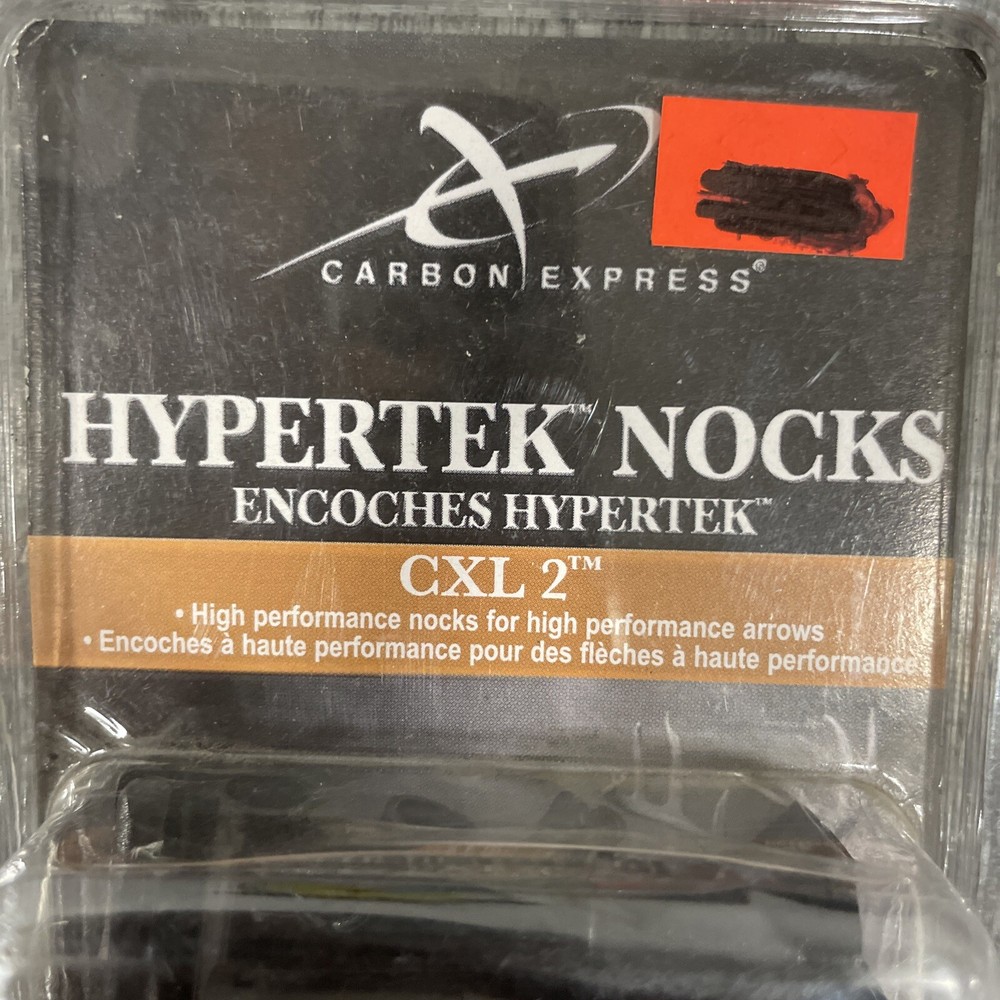 CARBON EXPRESS®
HYPERTEK™ NOCKS
ENCOCHES HYPERTEK™
CXL 2™
• High performance nocks for high performance arrows
• Encoches à haute performance pour des flèches à haute performance